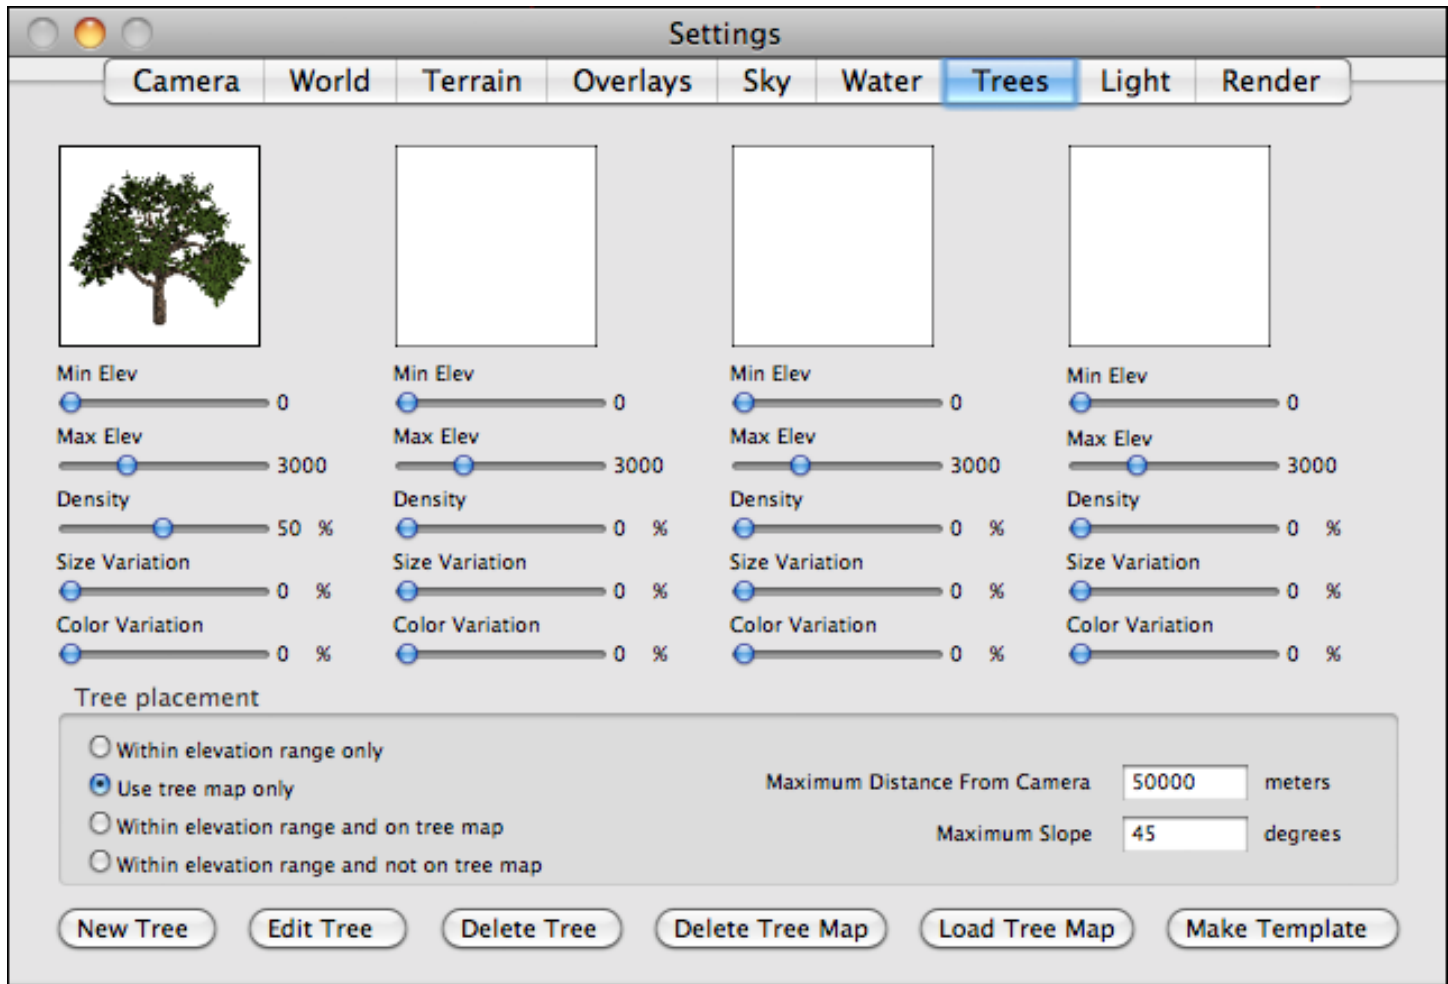 Settings
Camera World Terrain Overlays Sky Water Trees Light Render
Min Elev Min Elev Min Elev Min Elev
0 0 0 0
Max Elev Max Elev Max Elev Max Elev
3000 3000 3000 3000
Density Density Density Density
50 % 0 % 0 % 0 %
Size Variation Size Variation Size Variation Size Variation
0 % 0 % 0 % 0 %
Color Variation Color Variation Color Variation Color Variation
0 % 0 % 0 % 0 %
Tree placement
Within elevation range only
Use tree map only
Within elevation range and on tree map
Within elevation range and not on tree map
Maximum Distance From Camera 50000 meters
Maximum Slope 45 degrees
New Tree Edit Tree Delete Tree Delete Tree Map Load Tree Map Make Template